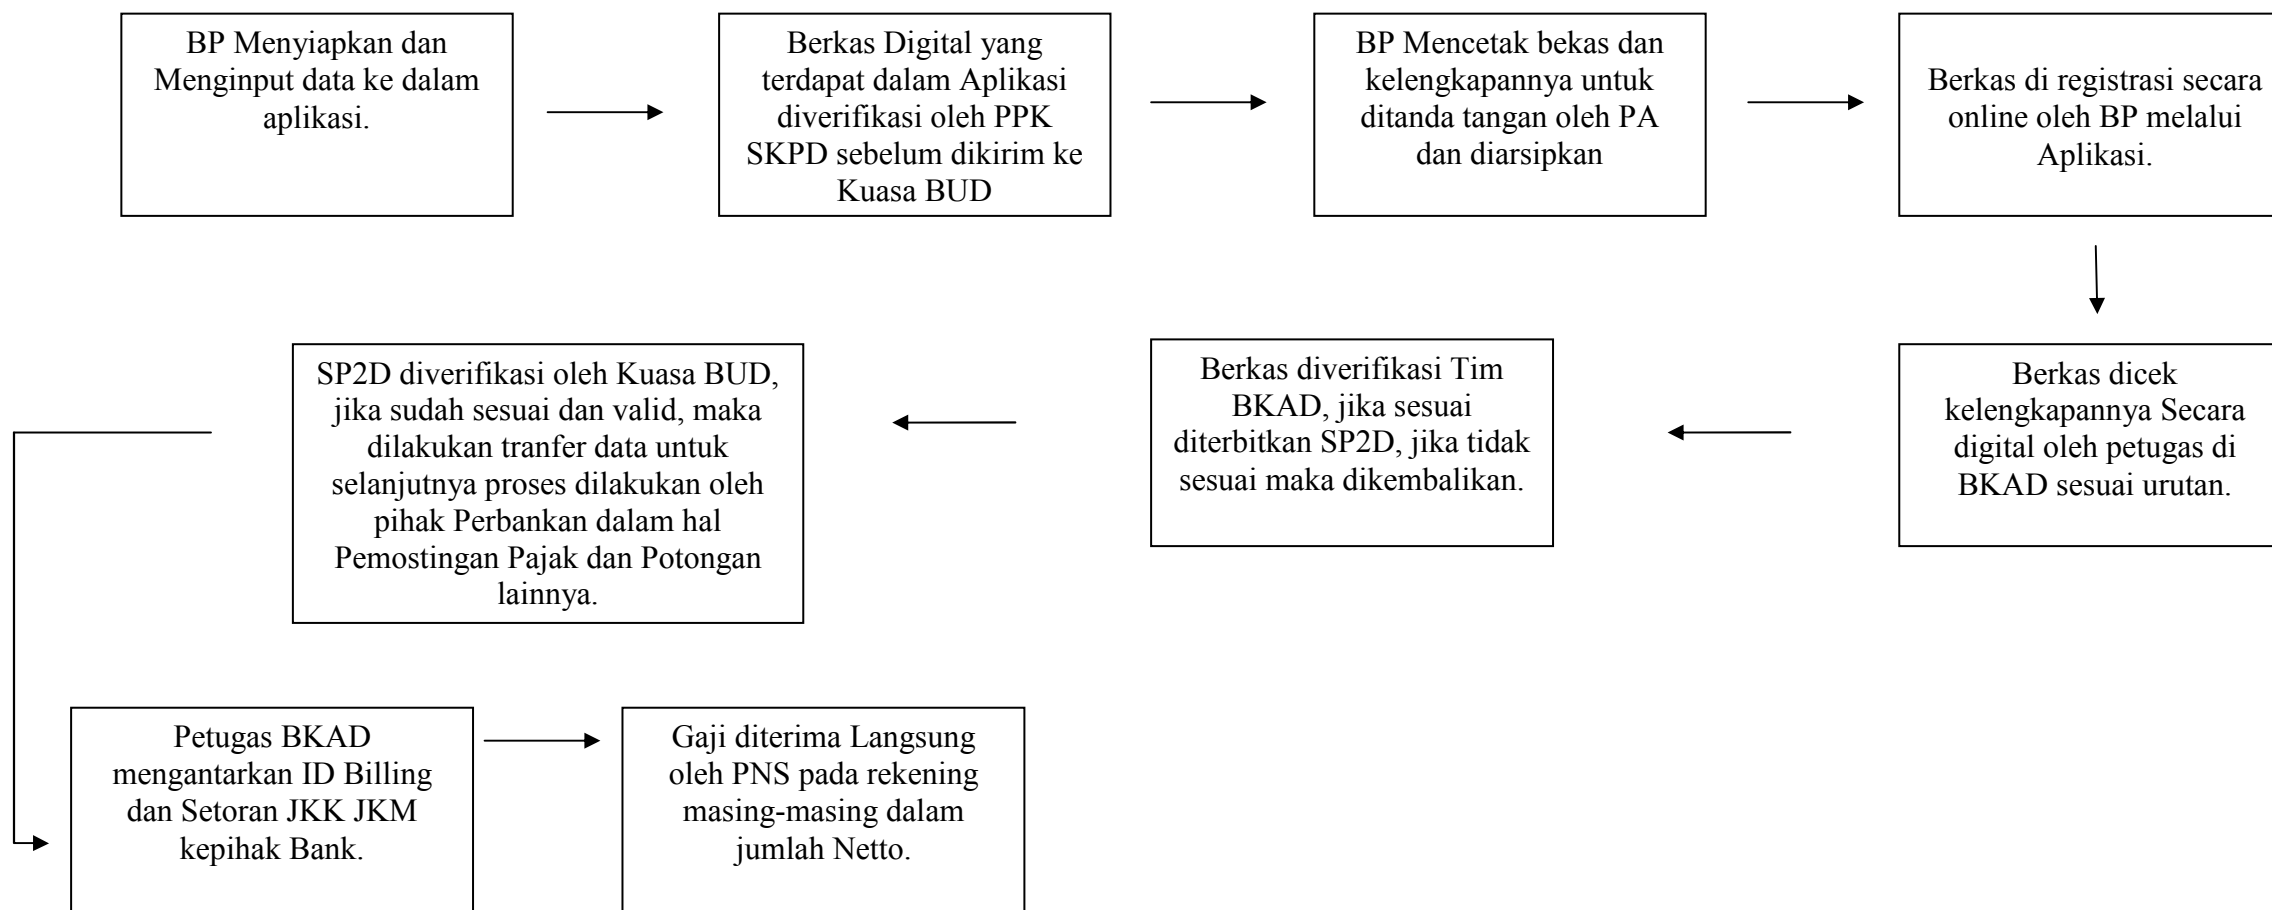 BP Menyiapkan dan
Menginput data ke dalam
aplikasi.
Berkas Digital yang
terdapat dalam Aplikasi
diverifikasi oleh PPK
SKPD sebelum dikirim ke
Kuasa BUD
BP Mencetak bekas dan
kelengkapannya untuk
ditanda tangan oleh PA
dan diarsipkan
Berkas di registrasi secara
online oleh BP melalui
Aplikasi.
Berkas dicek
kelengkapannya Secara
digital oleh petugas di
BKAD sesuai urutan.
Berkas diverifikasi Tim
BKAD, jika sesuai
diterbitkan SP2D, jika tidak
sesuai maka dikembalikan.
SP2D diverifikasi oleh Kuasa BUD,
jika sudah sesuai dan valid, maka
dilakukan tranfer data untuk
selanjutnya proses dilakukan oleh
pihak Perbankan dalam hal
Pemostingan Pajak dan Potongan
lainnya.
Petugas BKAD
mengantarkan ID Billing
dan Setoran JKK JKM
kepihak Bank.
Gaji diterima Langsung
oleh PNS pada rekening
masing-masing dalam
jumlah Netto.